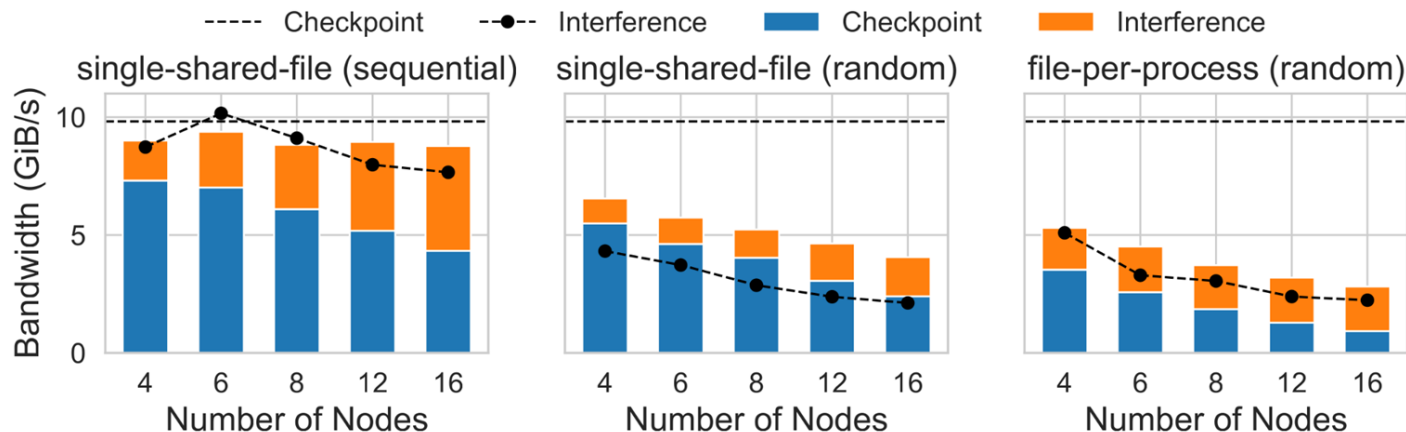 Checkpoint Interference Checkpoint Interference
single-shared-file (sequential) single-shared-file (random) file-per-process (random)
Bandwidth (GiB/s)
10
5
0
4 6 8 12 16 4 6 8 12 16 4 6 8 12 16
Number of Nodes Number of Nodes Number of Nodes